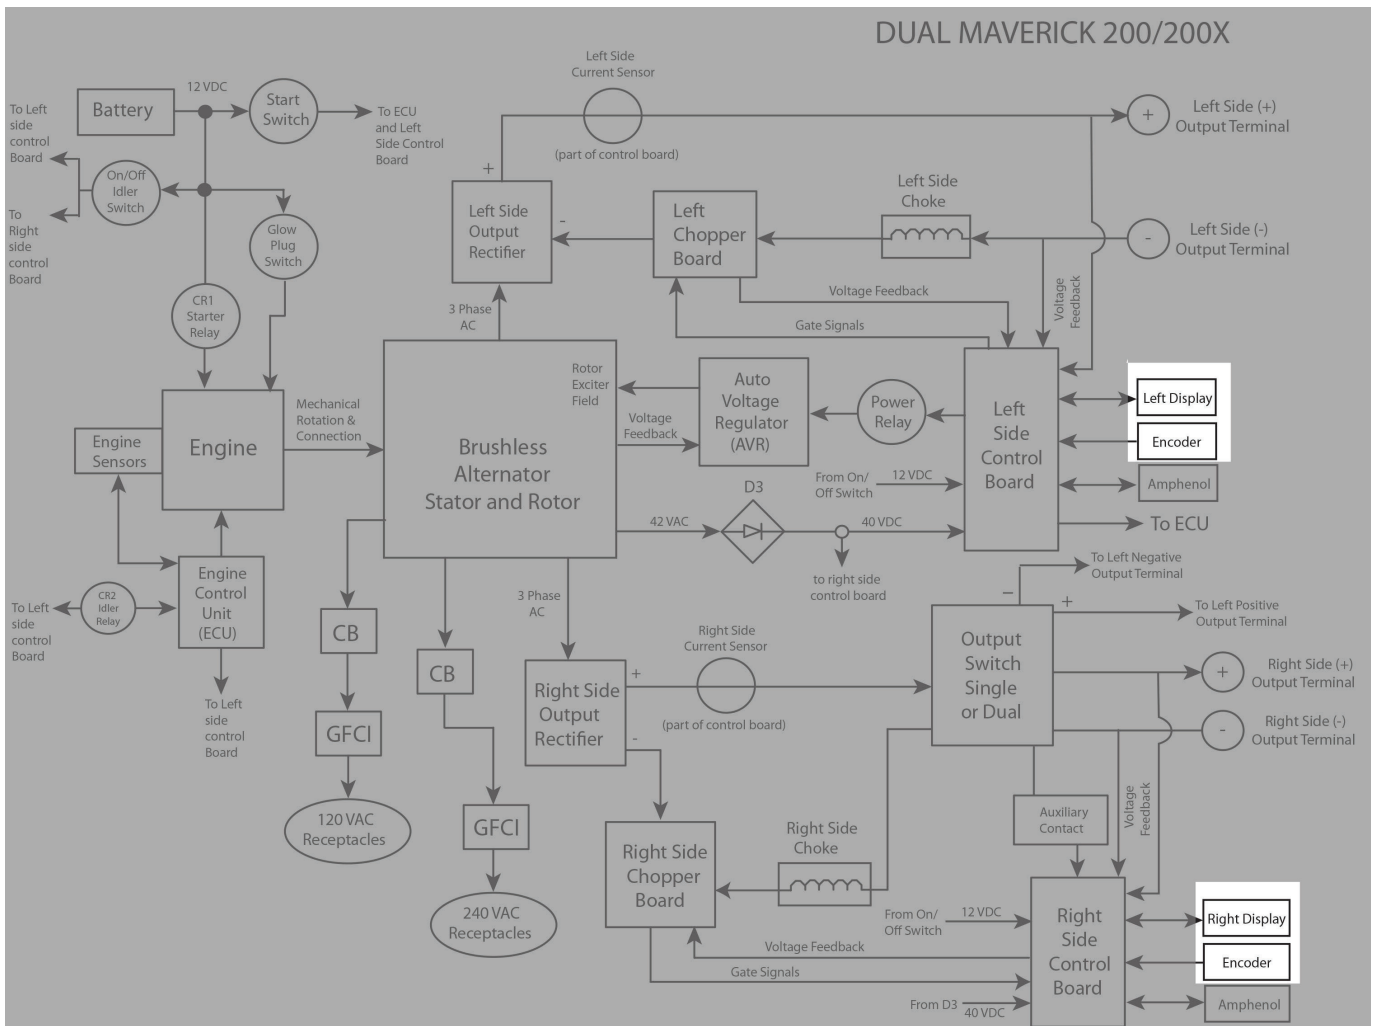 DUAL MAVERICK 200/200X
Left Side
Current Sensor
(part of control board)
12 VDC
Battery
Start
Switch
To ECU
and Left
Side Control
Board
To Left
side
control
Board
On/Off
Idler
Switch
To
Right
side
control
Board
Glow
Plug
Switch
CR1
Starter
Relay
+
Left Side
Output
Rectifier
-
3 Phase
AC
Left
Chopper
Board
Left Side
Choke
+
Left Side (+)
Output Terminal
-
Left Side (-)
Output Terminal
Voltage Feedback
Gate Signals
Voltage
Feedback
Engine
Sensors
Engine
Mechanical
Rotation &
Connection
Brushless
Alternator
Stator and Rotor
Rotor
Exciter
Field
Voltage
Feedback
Auto
Voltage
Regulator
(AVR)
Power
Relay
Left
Side
Control
Board
Left Display
Encoder
Amphenol
To ECU
From On/
Off Switch
12 VDC
42 VAC
D3
40 VDC
to right side
control board
To Left
side
control
Board
CR2
Idler
Relay
Engine
Control
Unit
(ECU)
To Left
side
control
Board
CB
GFCI
120 VAC
Receptacles
CB
GFCI
240 VAC
Receptacles
3 Phase
AC
Right Side
Output
Rectifier
+
-
Right Side
Current Sensor
(part of control board)
Output
Switch
Single
or Dual
−
To Left Negative
Output Terminal
+
To Left Positive
Output Terminal
+
Right Side (+)
Output Terminal
-
Right Side (-)
Output Terminal
Voltage
Feedback
Auxiliary
Contact
Right Side
Chopper
Board
Right Side
Choke
From On/
Off Switch
12 VDC
Voltage Feedback
Gate Signals
From D3
40 VDC
Right
Side
Control
Board
Right Display
Encoder
Amphenol